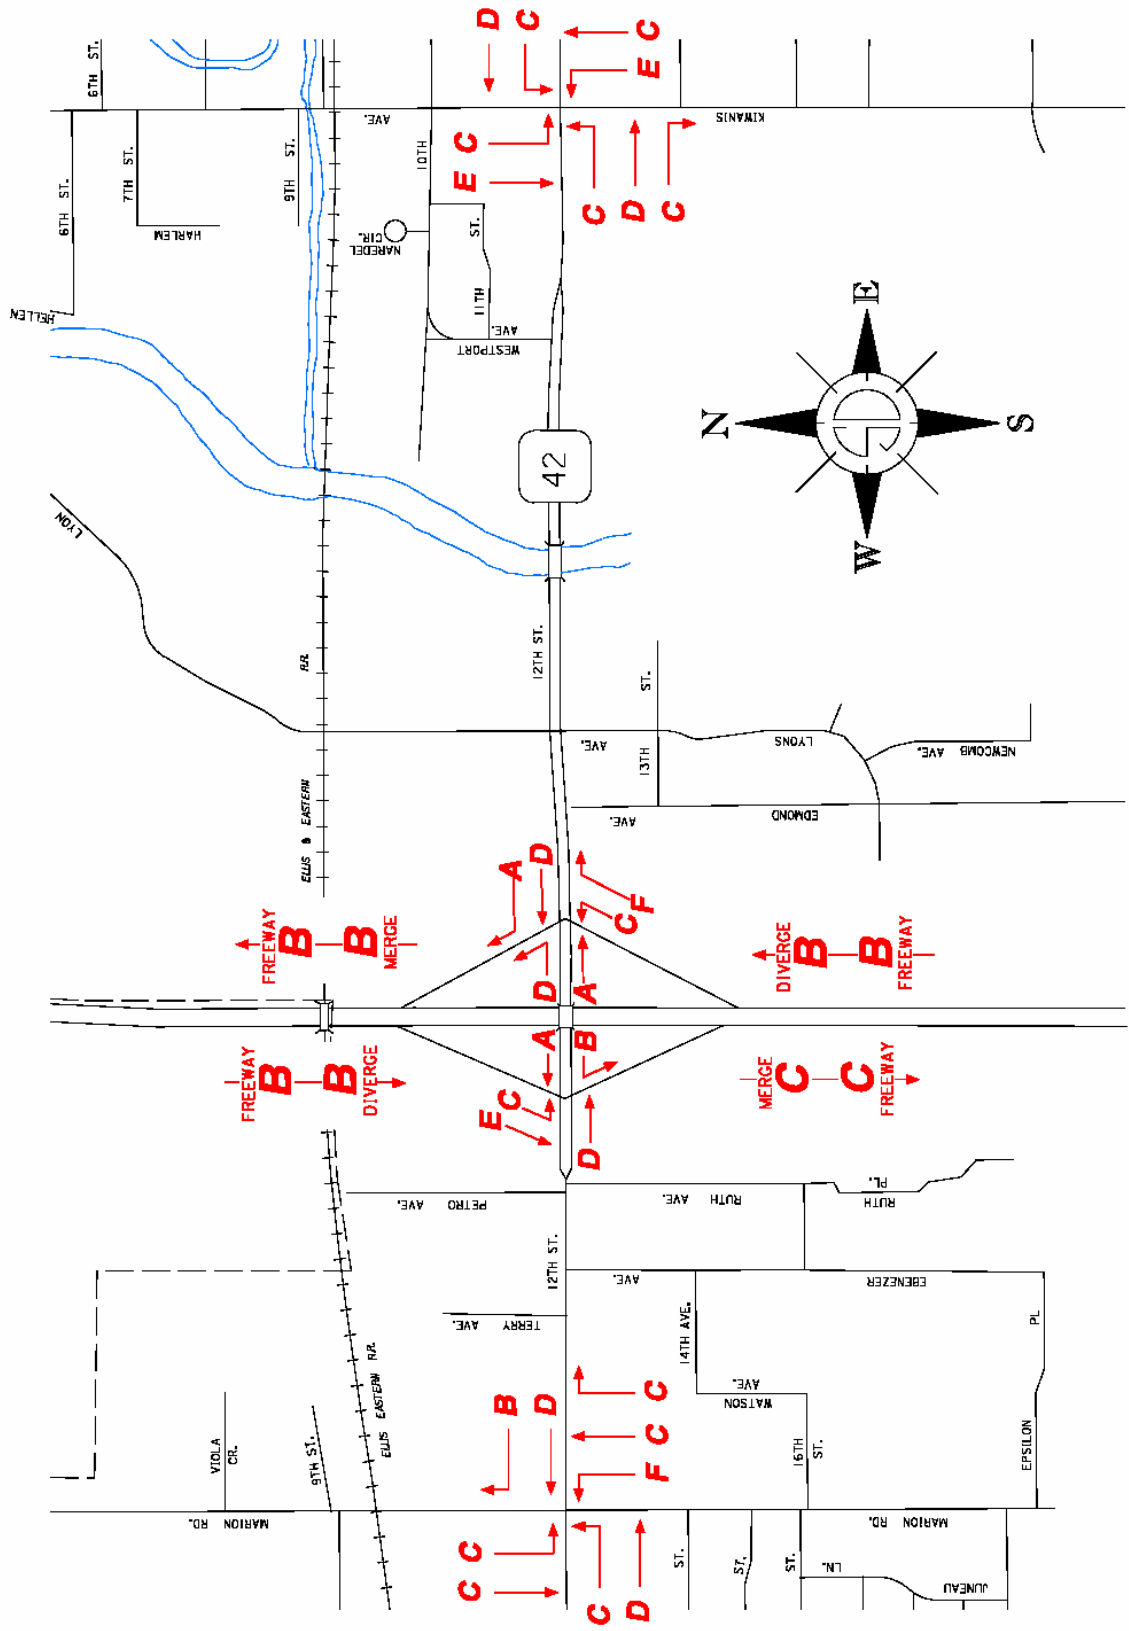 D
C
C
E
6TH ST.
6TH ST.
7TH ST.
9TH ST.
HARLEM
AVE.
KIWANIS
10TH
E C
C
D
C
NAREDEL
CIR.
11TH ST.
WESTPORT
AVE.
HELLEN
LYON
42
N
E
S
W
12TH ST.
ELLIS & EASTERN RR.
13TH ST.
LYONS
AVE.
NEWCOMB AVE.
EDMOND
AVE.
A
D
C
F
FREEWAY
B
B
MERGE
DIVERGE
B
B
FREEWAY
D
A
A
B
FREEWAY
B
B
DIVERGE
MERGE
C
C
FREEWAY
E
C
D
PETRO AVE.
RUTH AVE.
RUTH
PL.
12TH ST.
EBENEZER
AVE.
TERRY AVE.
14TH AVE.
WATSON
AVE.
16TH
ST.
EPSILON
PL
VIOLA
CR.
9TH ST.
ELLIS EASTERN RR.
B
D
C
C
F
MARION RD.
MARION RD.
C C
C
D
ST.
ST.
ST.
LN.
JUNEAU